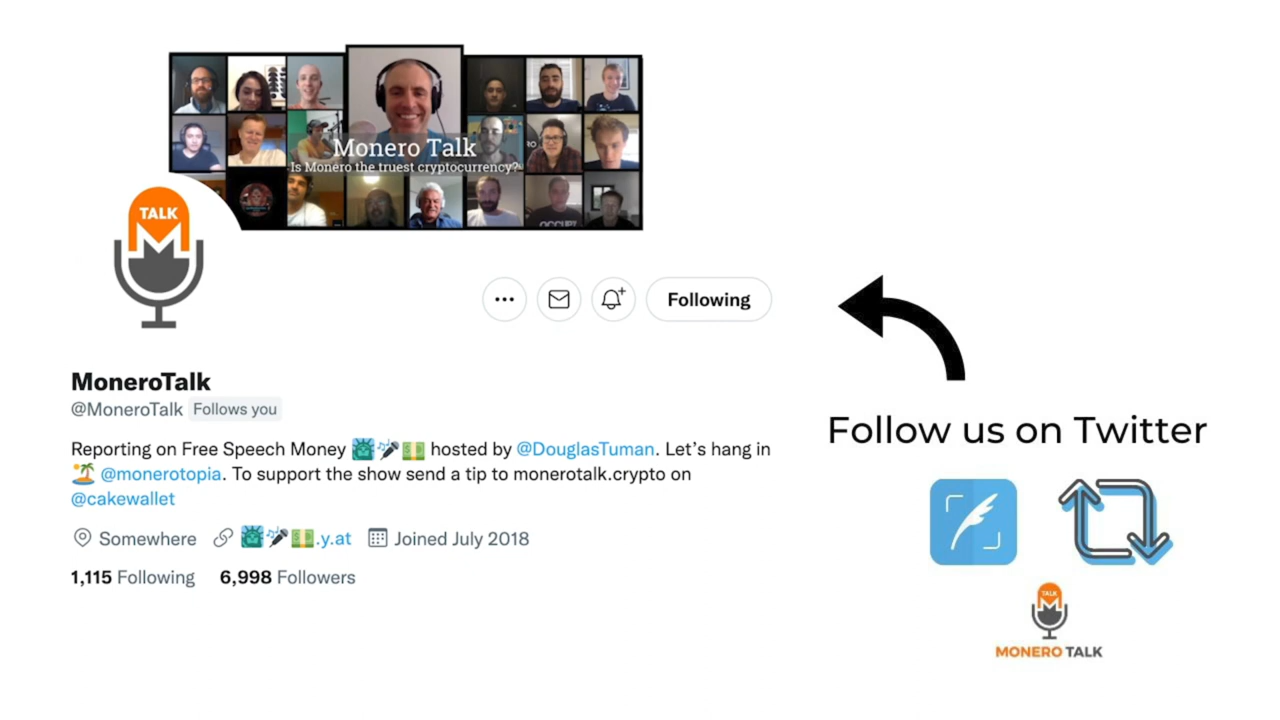 Monero Talk
Is Monero the truest cryptocurrency?
OCCUPY
TALK
Following
MoneroTalk
@MoneroTalk Follows you
Reporting on Free Speech Money 🗽🎤💵 hosted by @DouglasTuman. Let's hang in
🏝️ @monerotopia. To support the show send a tip to monerotalk.crypto on
@cakewallet
Somewhere 🗽🎤💵.y.at Joined July 2018
1,115 Following 6,998 Followers
Follow us on Twitter
TALK
MONERO TALK